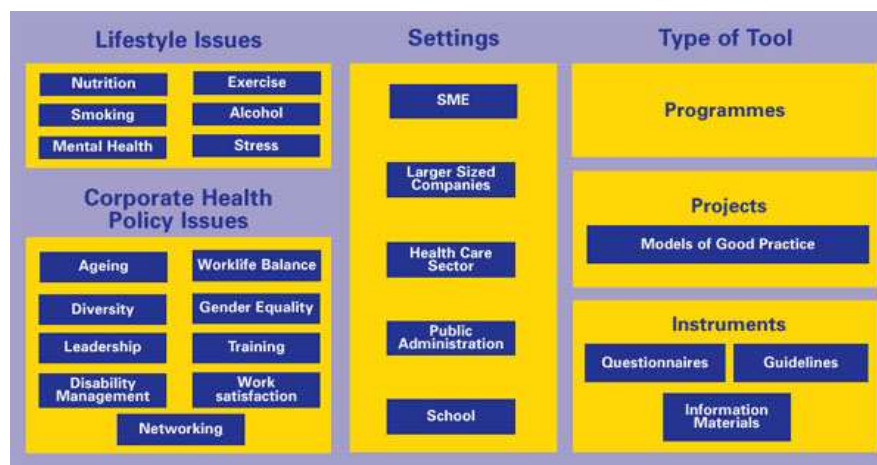 Lifestyle Issues
Nutrition
Exercise
Smoking
Alcohol
Mental Health
Stress
Corporate Health
Policy Issues
Ageing
Worklife Balance
Diversity
Gender Equality
Leadership
Training
Disability
Management
Work
satisfaction
Networking
Settings
SME
Larger Sized
Companies
Health Care
Sector
Public
Administration
School
Type of Tool
Programmes
Projects
Models of Good Practice
Instruments
Questionnaires
Guidelines
Information
Materials